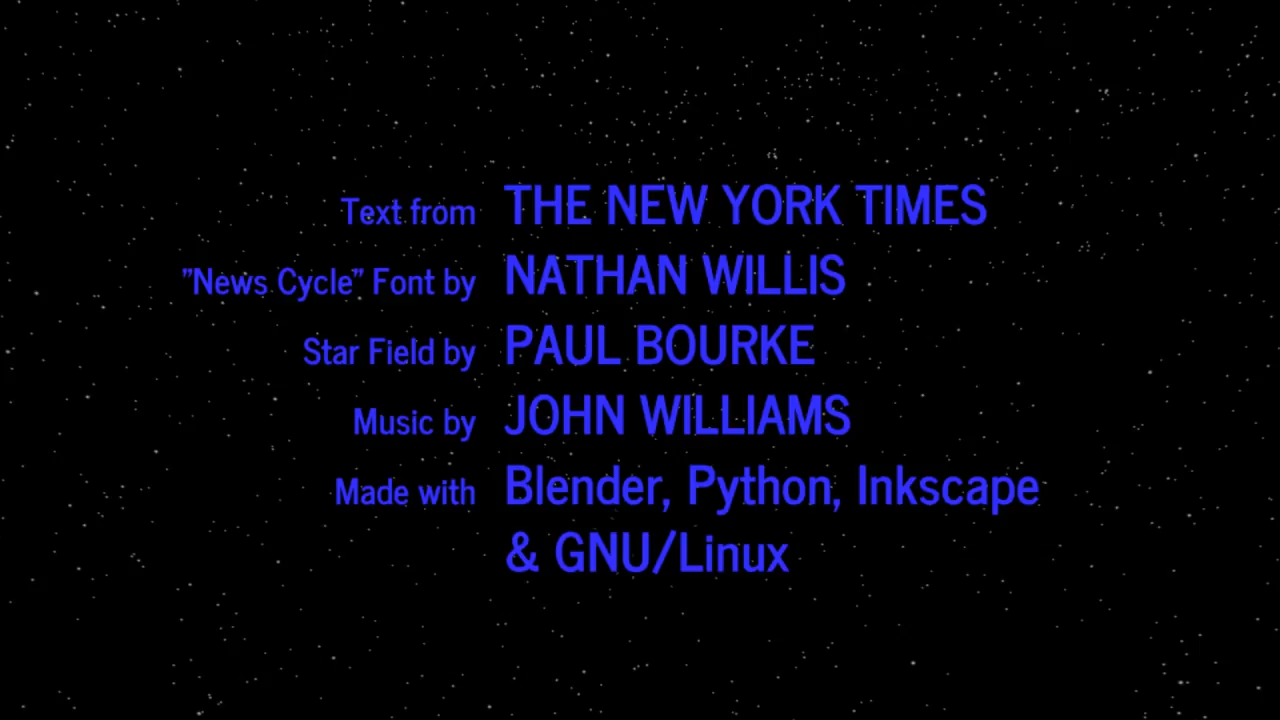 Text from THE NEW YORK TIMES
"News Cycle" Font by NATHAN WILLIS
Star Field by PAUL BOURKE
Music by JOHN WILLIAMS
Made with Blender, Python, Inkscape
& GNU/Linux